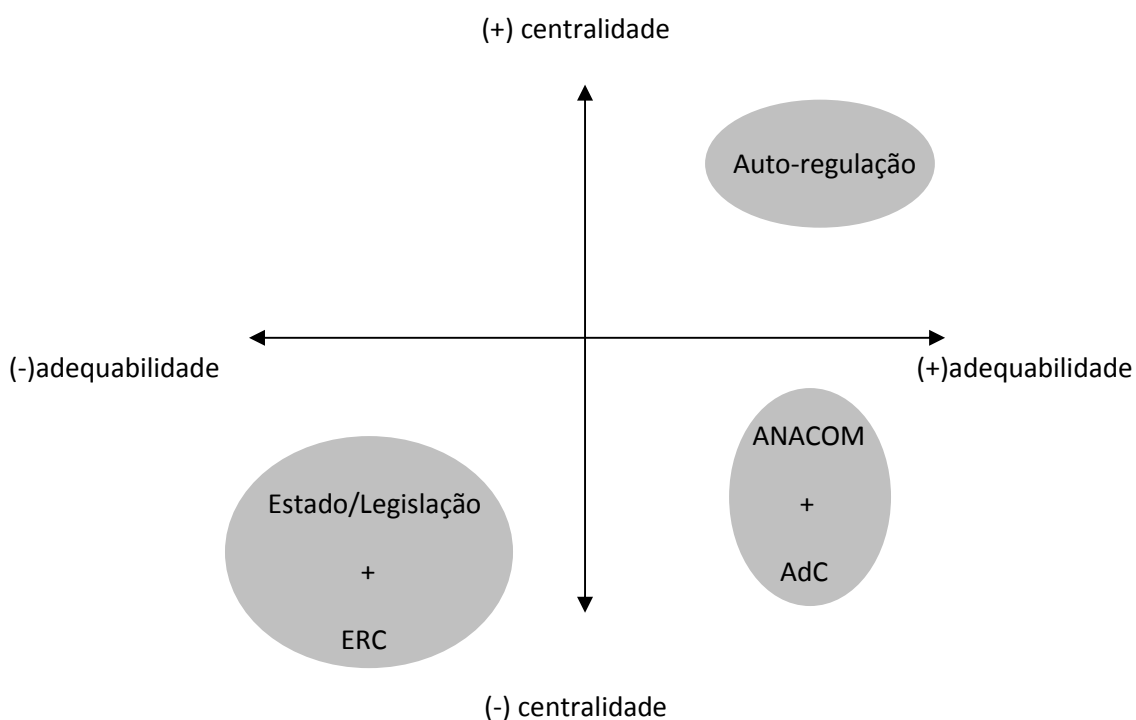 (+) centralidade
Auto-regulação
(-)adequabilidade
(+)adequabilidade
ANACOM
+
AdC
Estado/Legislação
+
ERC
(-) centralidade